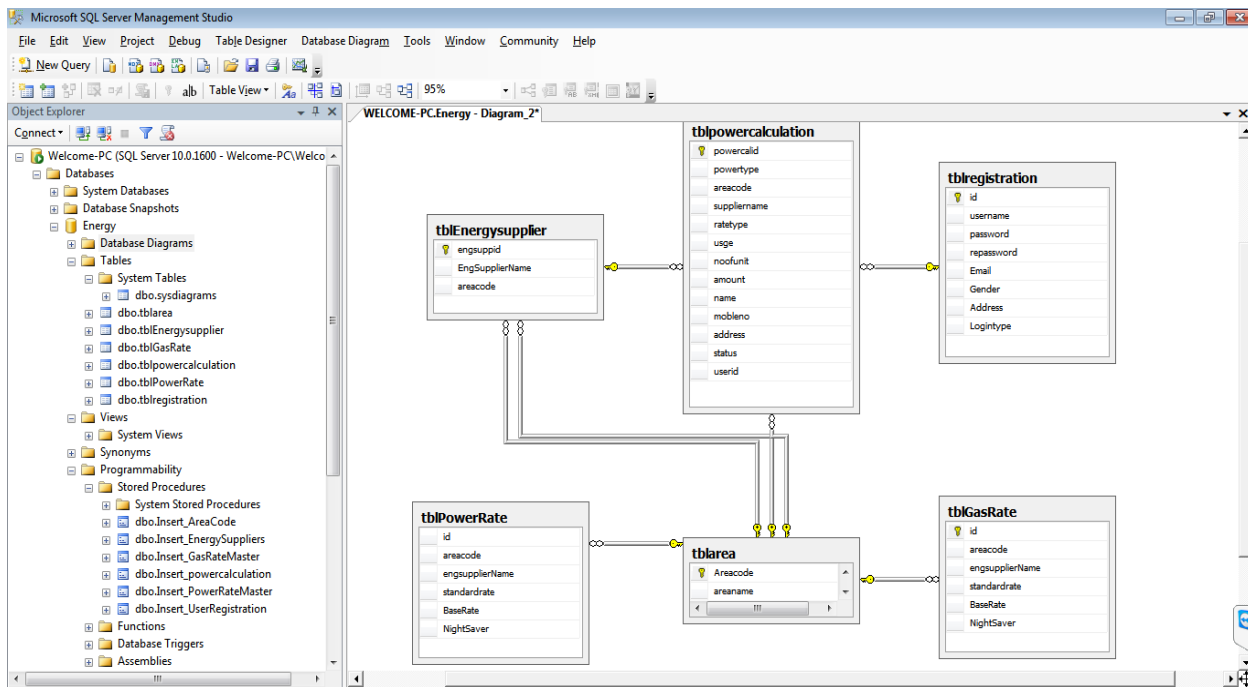 Microsoft SQL Server Management Studio
File Edit View Project Debug Table Designer Database Diagram Tools Window Community Help
New Query
ab Table View 95%
Object Explorer
Connect
Welcome-PC (SQL Server 10.0.1600 - Welcome-PC\Welco
Databases
System Databases
Database Snapshots
Energy
Database Diagrams
Tables
System Tables
dbo.sysdiagrams
dbo.tblarea
dbo.tblEnergysupplier
dbo.tblGasRate
dbo.tblpowercalculation
dbo.tblPowerRate
dbo.tblregistration
Views
System Views
Synonyms
Programmability
Stored Procedures
System Stored Procedures
dbo.Insert_AreaCode
dbo.Insert_EnergySuppliers
dbo.Insert_GasRateMaster
dbo.Insert_powercalculation
dbo.Insert_PowerRateMaster
dbo.Insert_UserRegistration
Functions
Database Triggers
Assemblies
WELCOME-PC.Energy - Diagram_2*
tblEnergysupplier
engsuppid
EngSupplierName
areacode
tblpowercalculation
powercalid
powertype
areacode
suppliername
ratetype
usge
noofunit
amount
name
mobleno
address
status
userid
tblregistration
id
username
password
repassword
Email
Gender
Address
Logintype
tblPowerRate
id
areacode
engsupplierName
standardrate
BaseRate
NightSaver
tblarea
Areacode
areaname
tblGasRate
id
areacode
engsupplierName
standardrate
BaseRate
NightSaver